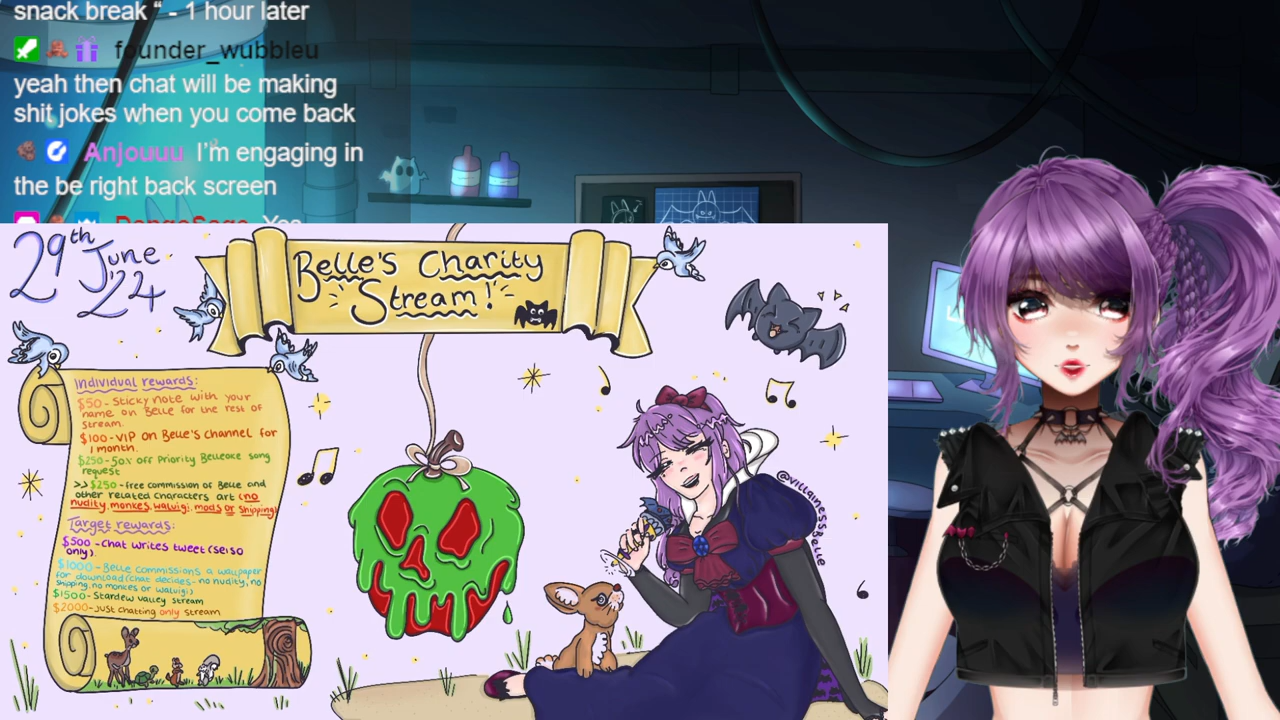 snack break “ - 1 hour later
founder_wubbleu
yeah then chat will be making
shit jokes when you come back
Anjouuu I’m engaging in
the be right back screen
Yes
29th
June
'24
Belle's Charity
Stream!
Individual rewards:
$50 - Sticky note with your
name on Belle for the rest of
stream.
$100 - VIP on Belle's channel for
1 month.
$250 - 50% off Priority Belleoke song
request
>> $250 - free commission of Belle and
other related characters art (no
nudity, monkes, waluigi, mods or shipping)
Target rewards:
$500 - Chat writes tweet (seiso
only).
$1000 - Belle commissions a wallpaper
for download (chat decides - no nudity, no
shipping, no monkes or waluigi)
$1500 - Stardew valley stream
$2000 - Just chatting only stream
@VillainessBelle